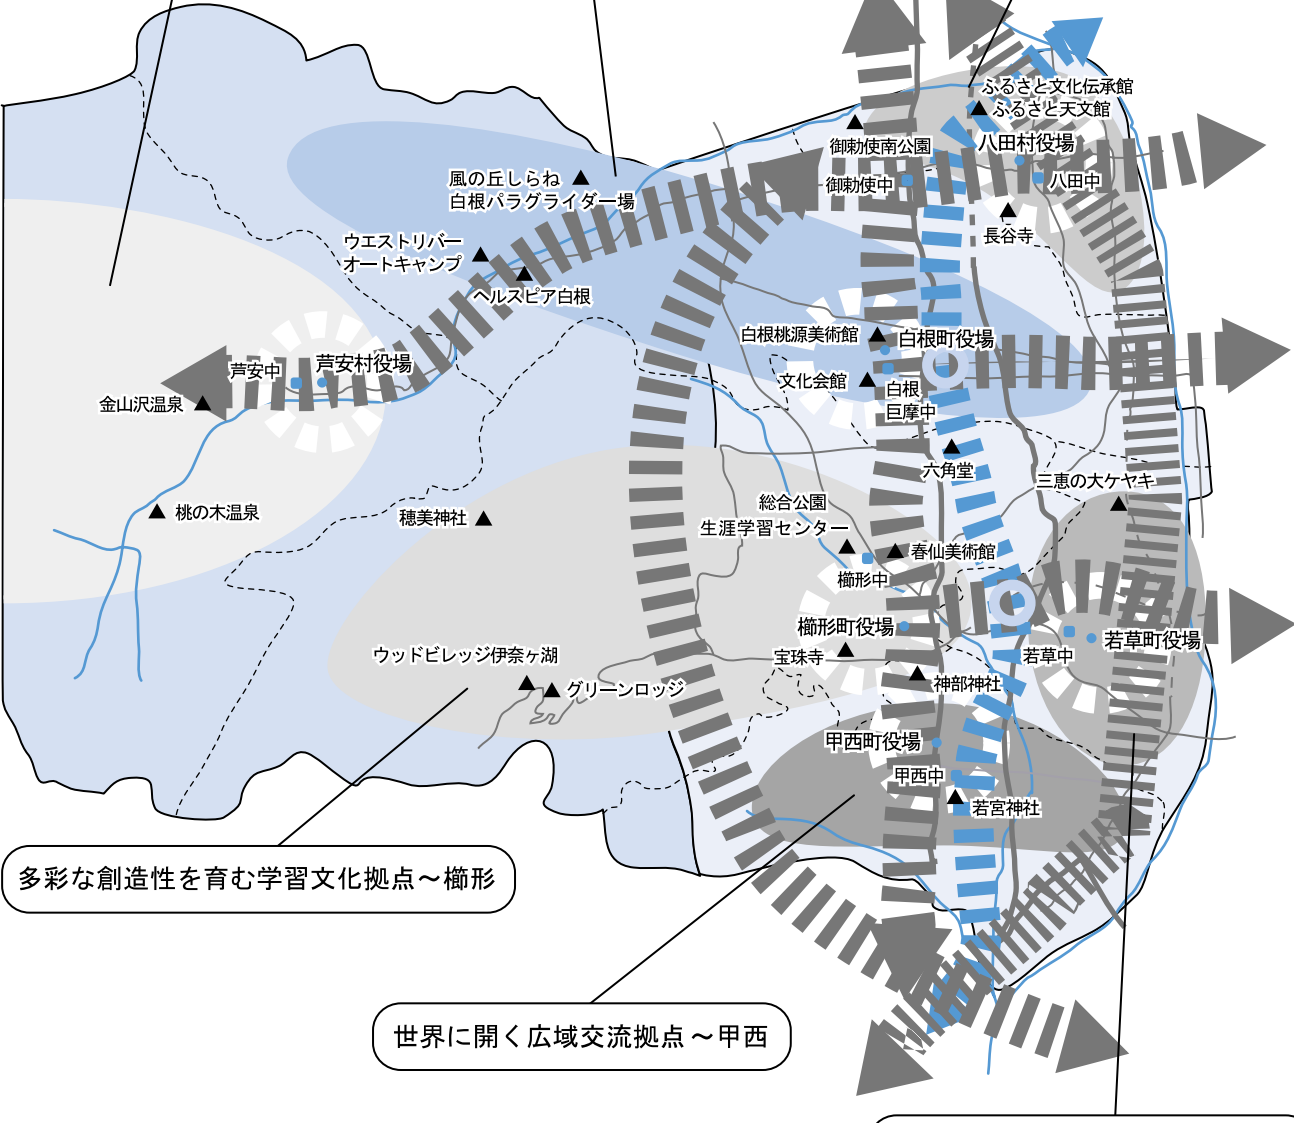 ふるさと文化伝承館
ふるさと天文館
御勅使南公園
八田村役場
御勅使中
八田中
長谷寺
風の丘しらね
白根パラグライダー場
ウエストリバー
オートキャンプ
ヘルスピア白根
白根桃源美術館
白根町役場
芦安村役場
芦安中
文化会館
白根
巨摩中
金山沢温泉
六角堂
三恵の大ケヤキ
桃の木温泉
穂美神社
総合公園
生涯学習センター
春仙美術館
櫛形中
櫛形町役場
若草町役場
宝珠寺
若草中
ウッドビレッジ伊奈ヶ湖
グリーンロッジ
神部神社
甲西町役場
甲西中
若宮神社
多彩な創造性を育む学習文化拠点～櫛形
世界に開く広域交流拠点～甲西